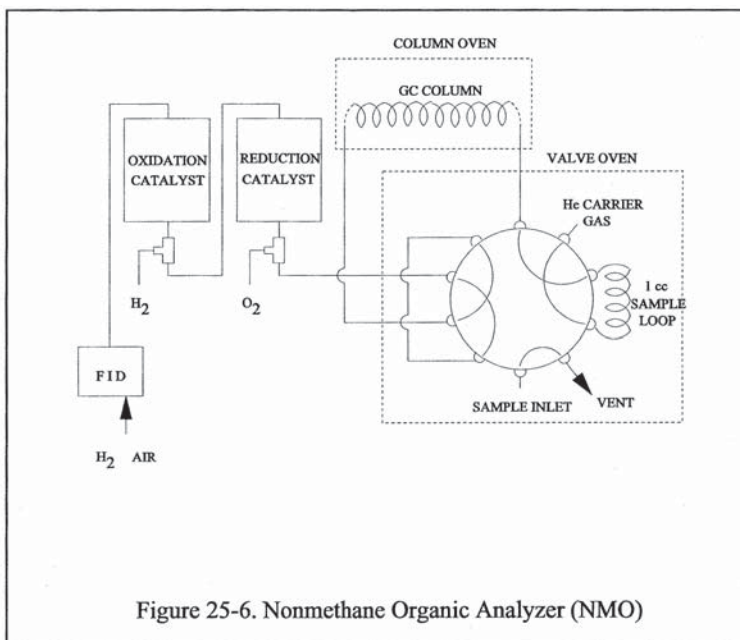 COLUMN OVEN
GC COLUMN
OXIDATION
CATALYST
REDUCTION
CATALYST
VALVE OVEN
He CARRIER
GAS
1 cc
SAMPLE
LOOP
H2
O2
FID
SAMPLE INLET
VENT
H2 AIR
Figure 25-6. Nonmethane Organic Analyzer (NMO)